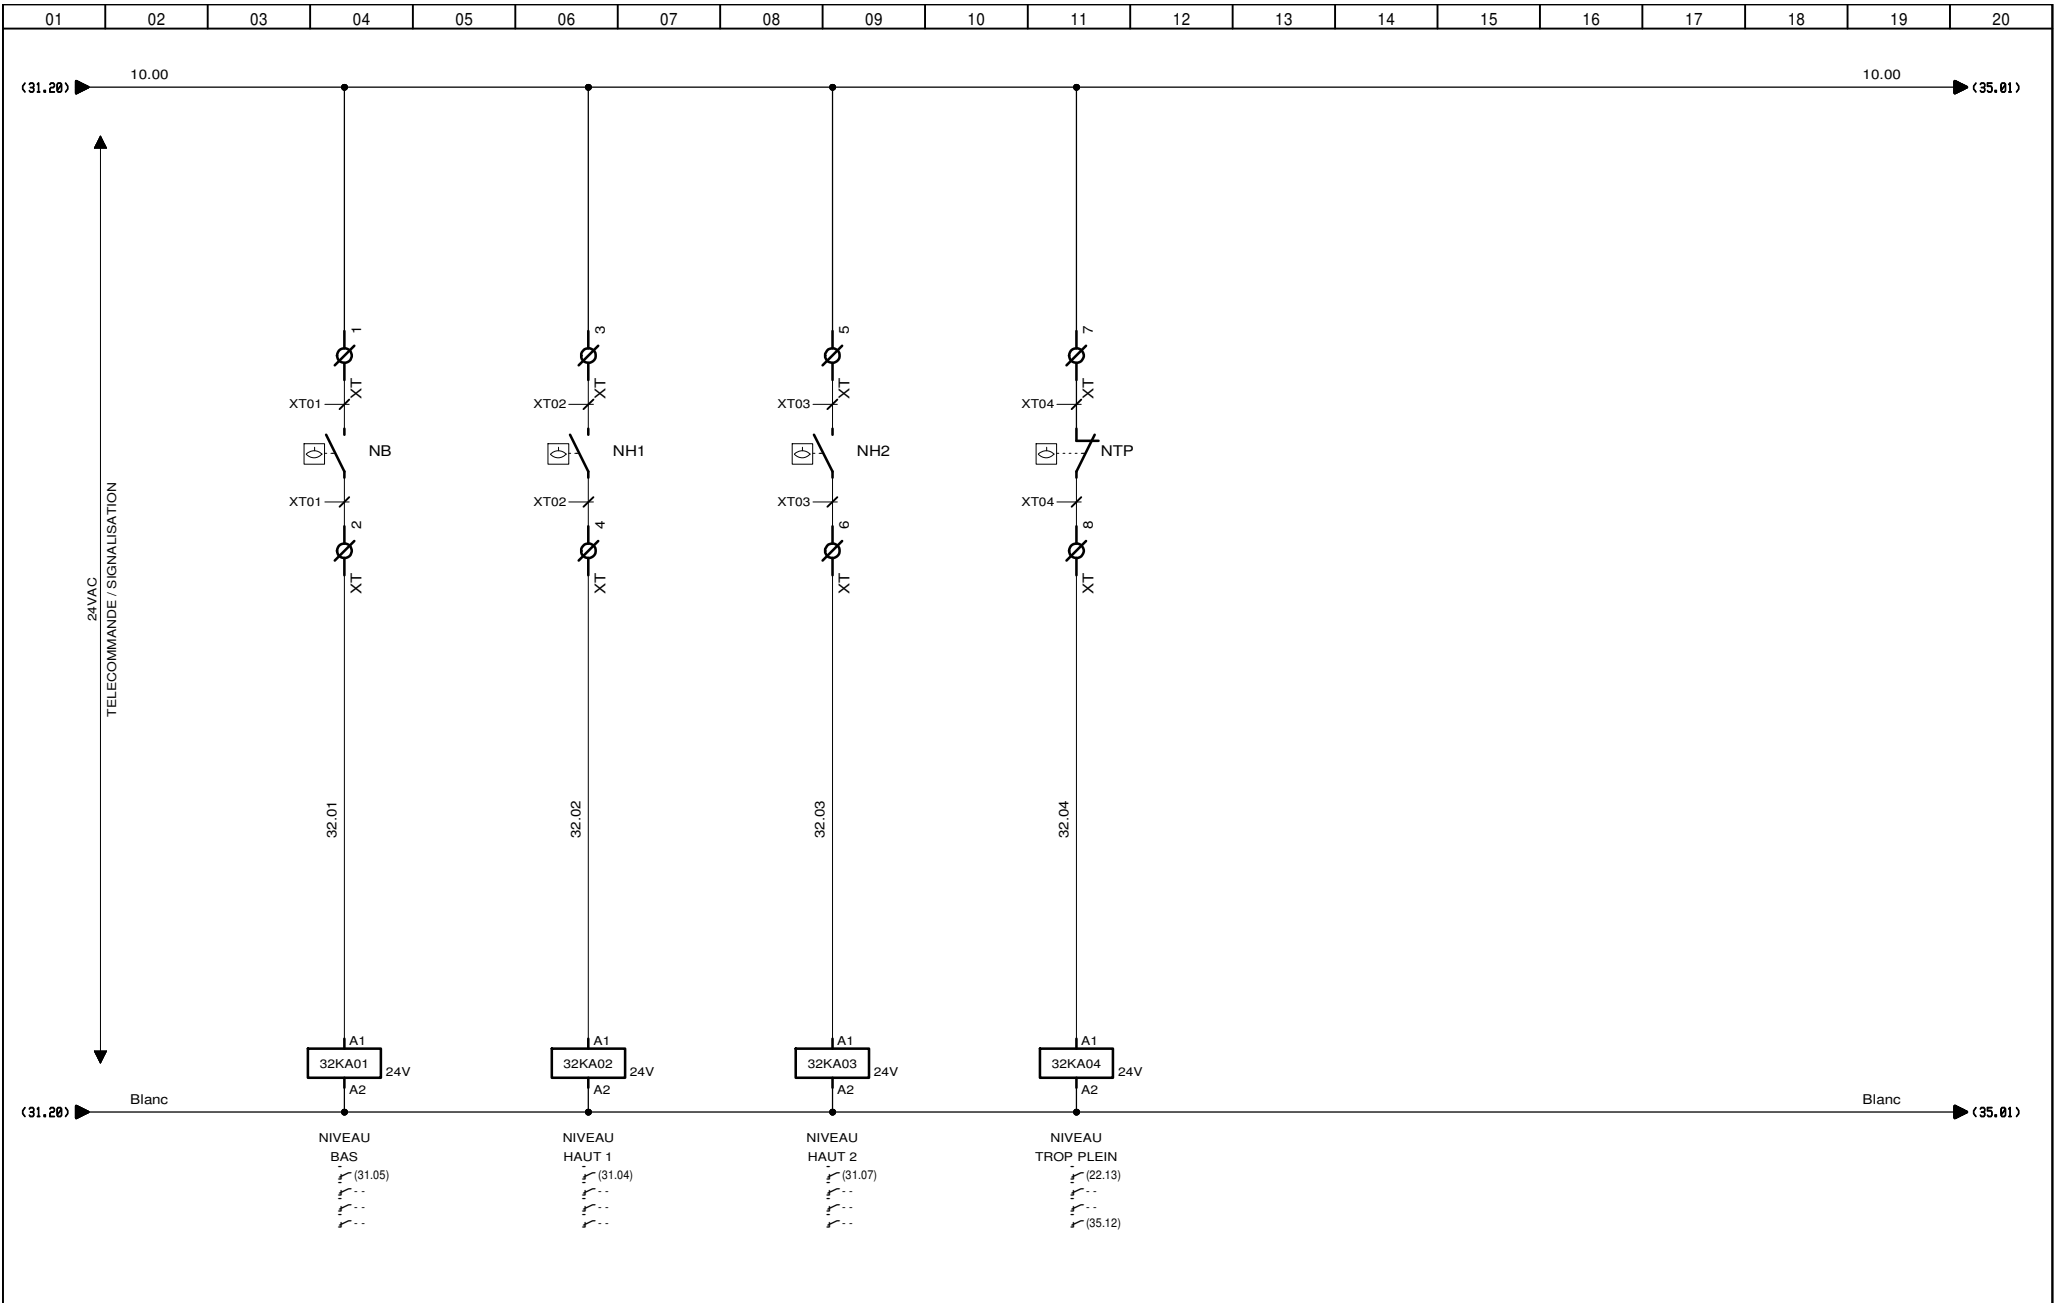 01 02 03 04 05 06 07 08 09 10 11 12 13 14 15 16 17 18 19 20
10.00 10.00
(31.20) (35.01)
24VAC
TELECOMMANDE / SIGNALISATION
1 3 5 7
XT XT XT XT
XT01 XT02 XT03 XT04
NB NH1 NH2 NTP
XT01 XT02 XT03 XT04
2 4 6 8
XT XT XT XT
32.01 32.02 32.03 32.04
A1 A1 A1 A1
32KA01 24V 32KA02 24V 32KA03 24V 32KA04 24V
A2 A2 A2 A2
Blanc Blanc
(31.20) (35.01)
NIVEAU NIVEAU NIVEAU NIVEAU
BAS HAUT 1 HAUT 2 TROP PLEIN
(31.05) (31.04) (31.07) (22.13)
(35.12)